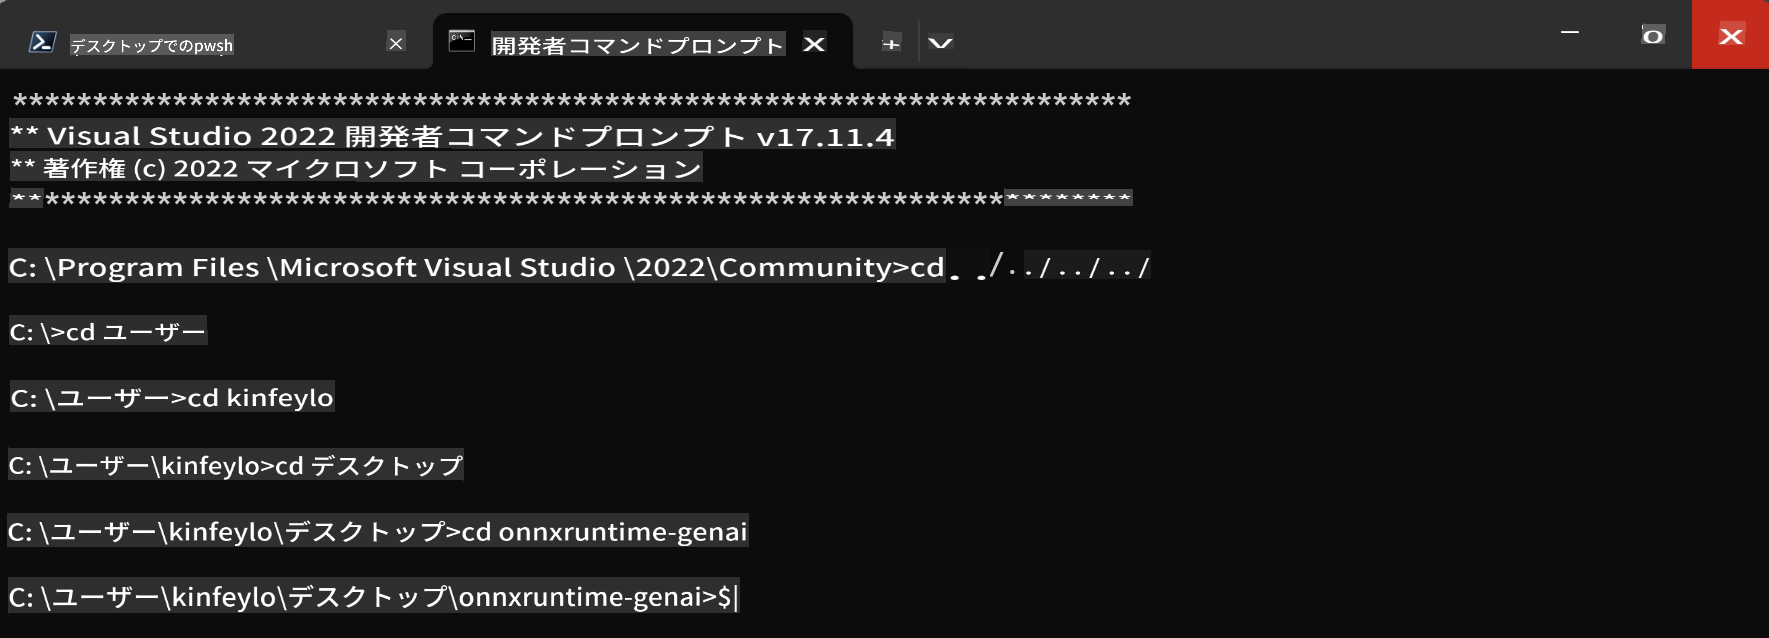 デスクトップでのpwsh
開発者コマンドプロンプト
**********************************************************************
** Visual Studio 2022 開発者コマンドプロンプト v17.11.4
** 著作権 (c) 2022 マイクロソフト コーポレーション
**********************************************************************
C: \Program Files \Microsoft Visual Studio \2022\Community>cd../../../../
C: \>cd ユーザー
C: \ユーザー>cd kinfeylo
C: \ユーザー\kinfeylo>cd デスクトップ
C: \ユーザー\kinfeylo\デスクトップ>cd onnxruntime-genai
C: \ユーザー\kinfeylo\デスクトップ\onnxruntime-genai>$|